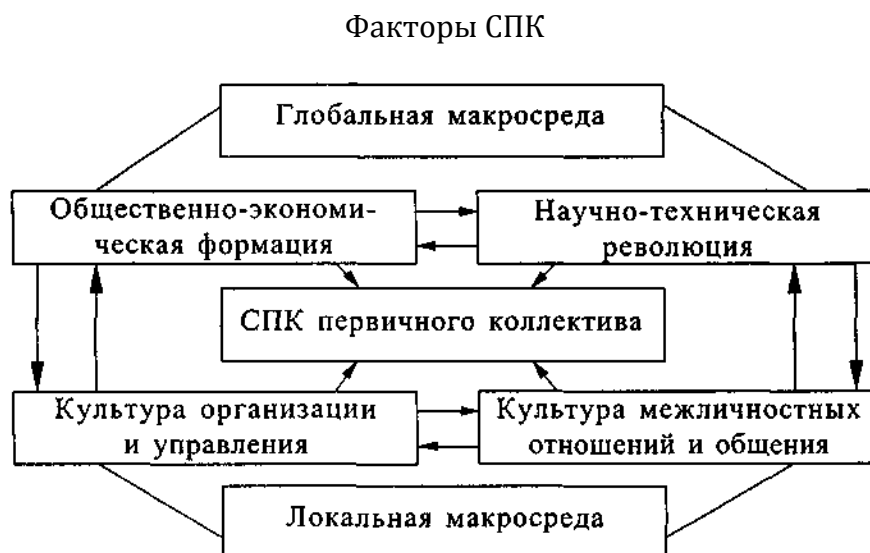 Факторы СПК
Глобальная макросреда
Общественно-экономи-
ческая формация
Научно-техническая
революция
СПК первичного коллектива
Культура организации
и управления
Культура межличностных
отношений и общения
Локальная макросреда